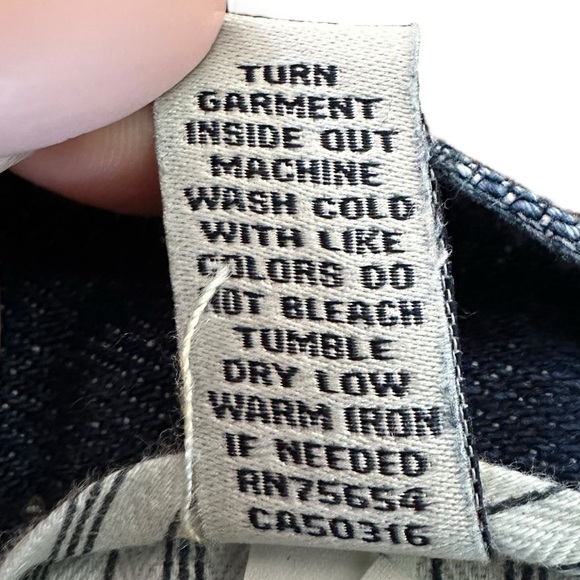 TURN
GARMENT
INSIDE OUT
MACHINE
WASH COLD
WITH LIKE
COLORS DO
NOT BLEACH
TUMBLE
DRY LOW
WARM IRON
IF NEEDED
RN75654
CA50316